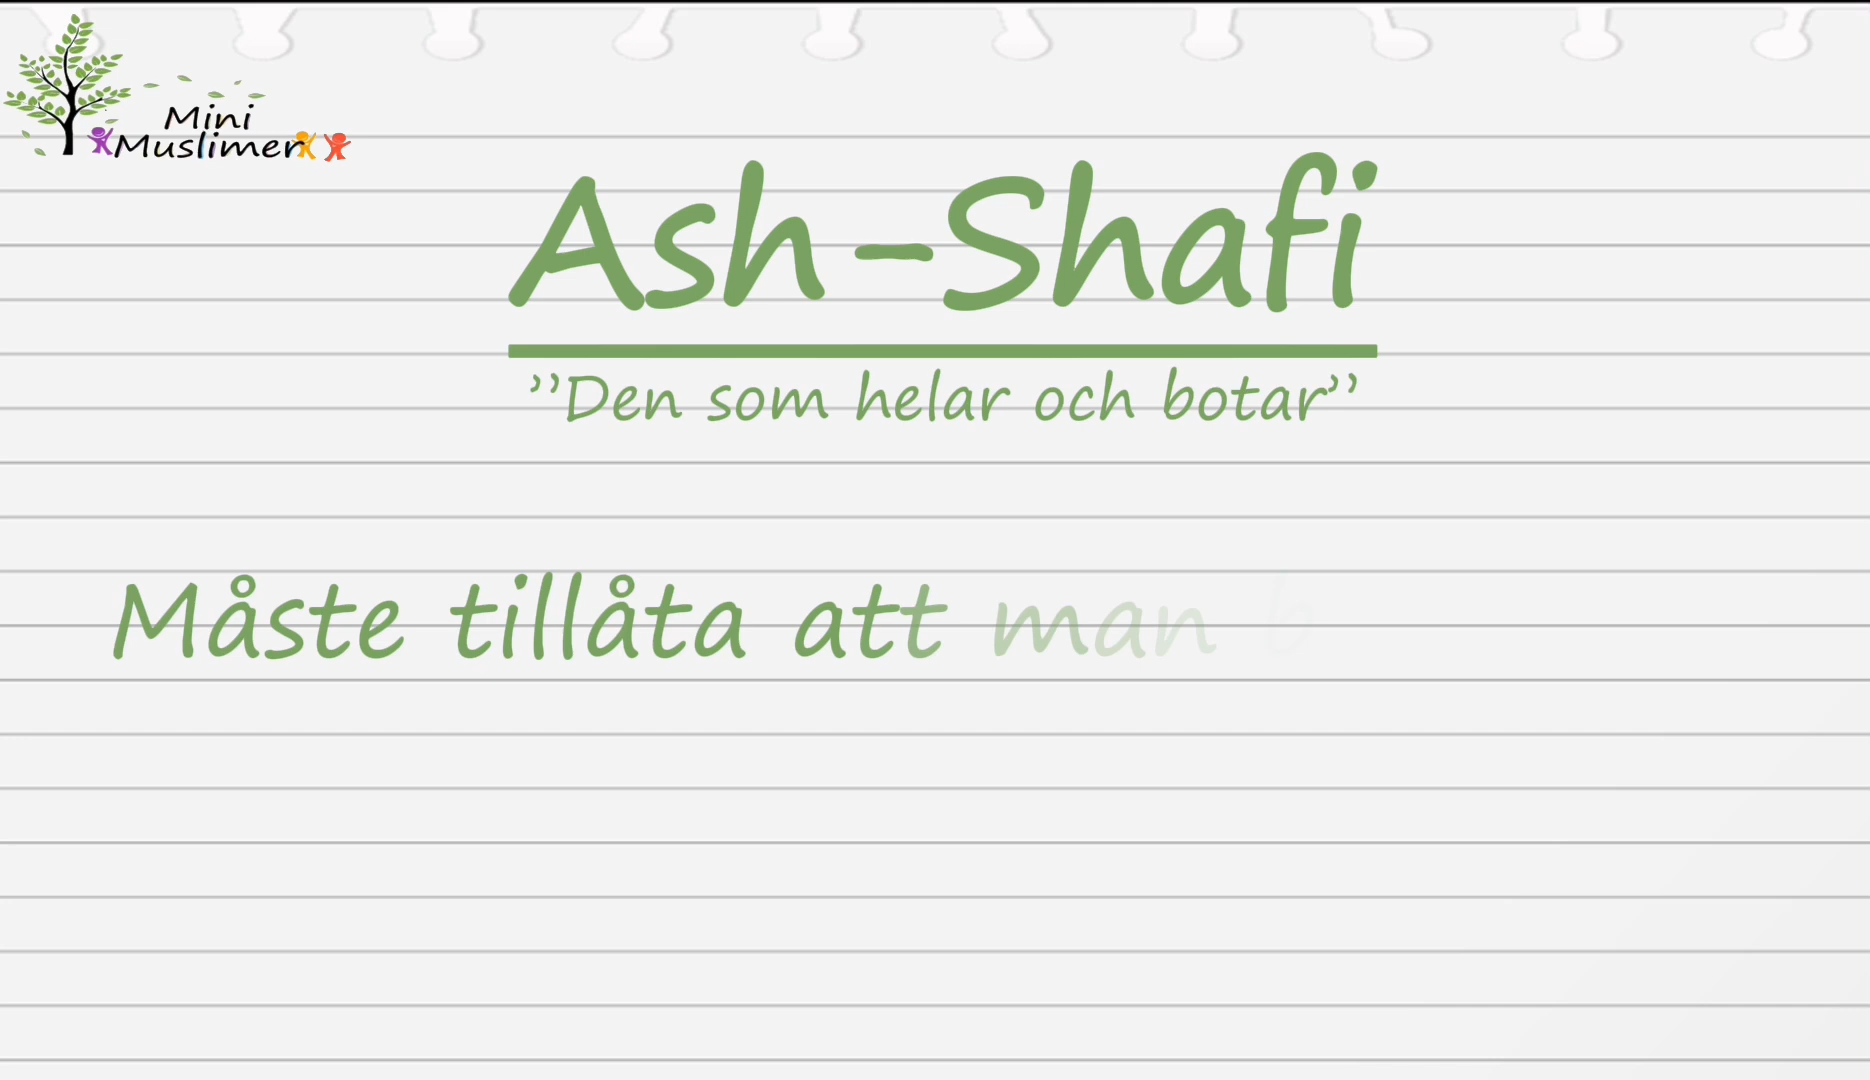 Mini
Muslimer
Ash-Shafi
”Den som helar och botar”
Måste tillåta att man b